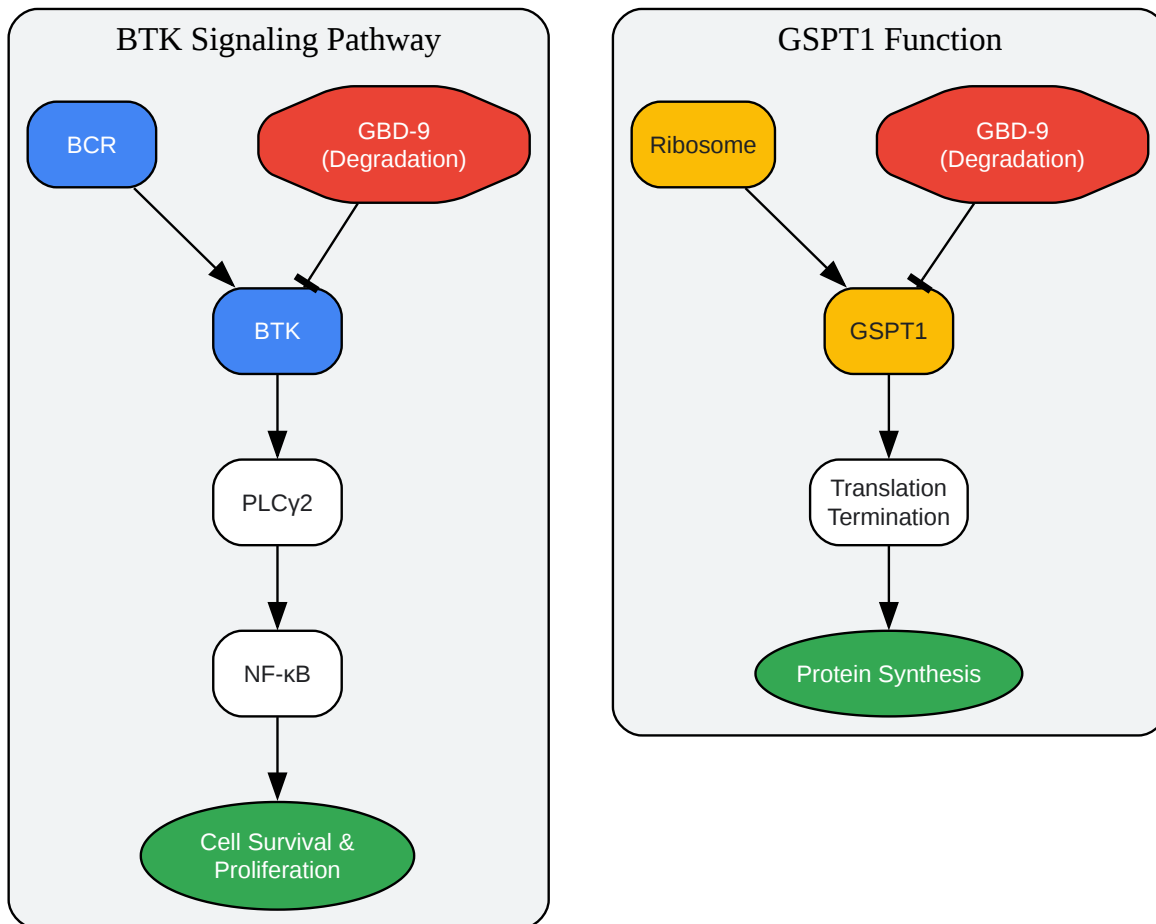 BTK Signaling Pathway
BCR
GBD-9
(Degradation)
BTK
PLCγ2
NF-κB
Cell Survival &
Proliferation
GSPT1 Function
Ribosome
GBD-9
(Degradation)
GSPT1
Translation
Termination
Protein Synthesis